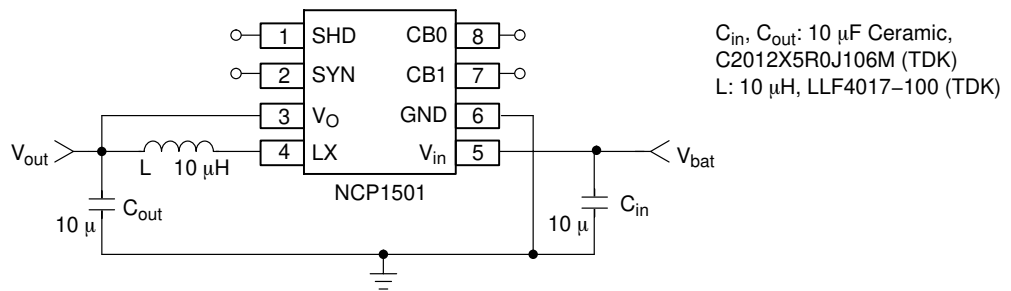 1 SHD CB0 8
2 SYN CB1 7
3 VO GND 6
4 LX Vin 5
NCP1501
Vout
L 10 μH
Cout
10 μ
Vbat
Cin
10 μ
Cin, Cout: 10 μF Ceramic,
C2012X5R0J106M (TDK)
L: 10 μH, LLF4017−100 (TDK)